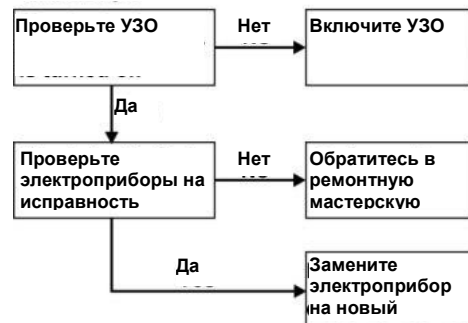 Проверьте УЗО
Нет
Включите УЗО
Да
Проверьте
электроприборы на
исправность
Нет
Обратитесь в
ремонтную
мастерскую
Да
Замените
электроприбор
на новый